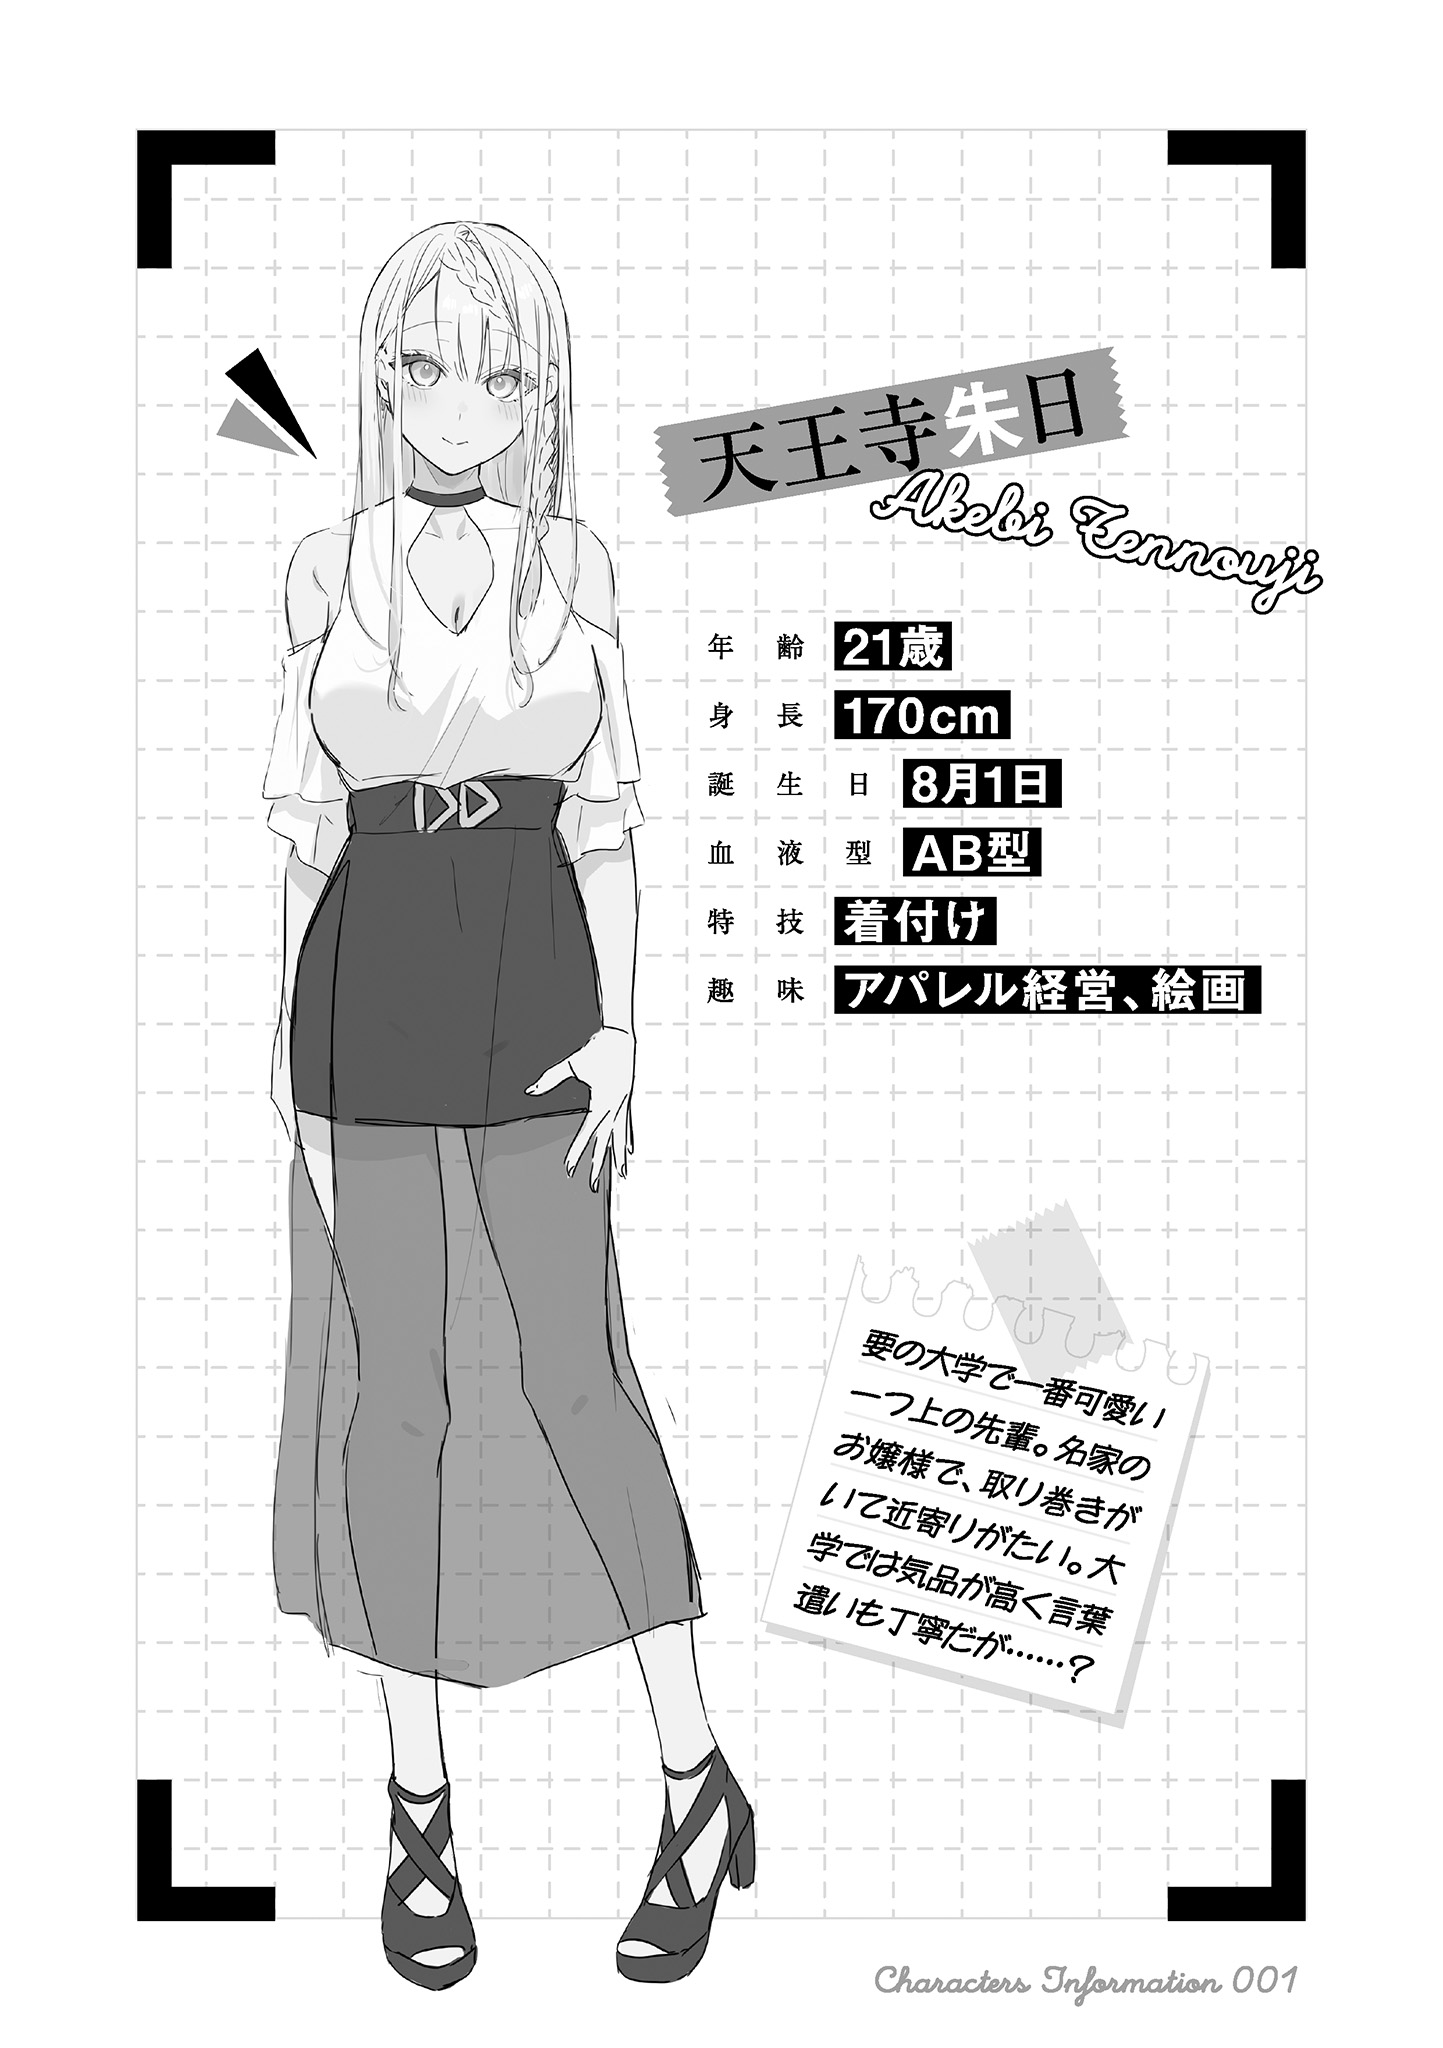 天王寺朱日
Akebi Tennouji
年齢 21歳
身長 170cm
誕生日 8月1日
血液型 AB型
特技 着付け
趣味 アパレル経営、絵画
要の大学で一番可愛い
一つ上の先輩。名家の
お嬢様で、取り巻きが
いて近寄りがたい。大
学では気品が高く言葉
遣いも丁寧だが……？
Characters Information 001